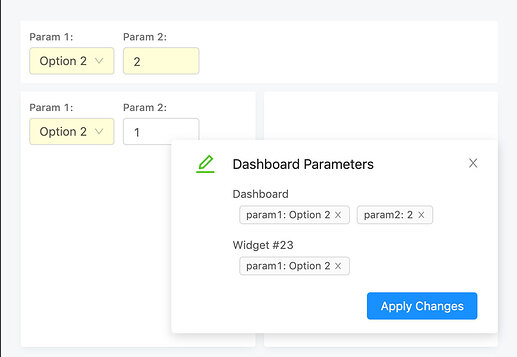 Param 1: Param 2:
Option 2 2
Param 1: Param 2:
Option 2 1
Dashboard Parameters
Dashboard
param1: Option 2 param2: 2
Widget #23
param1: Option 2
Apply Changes